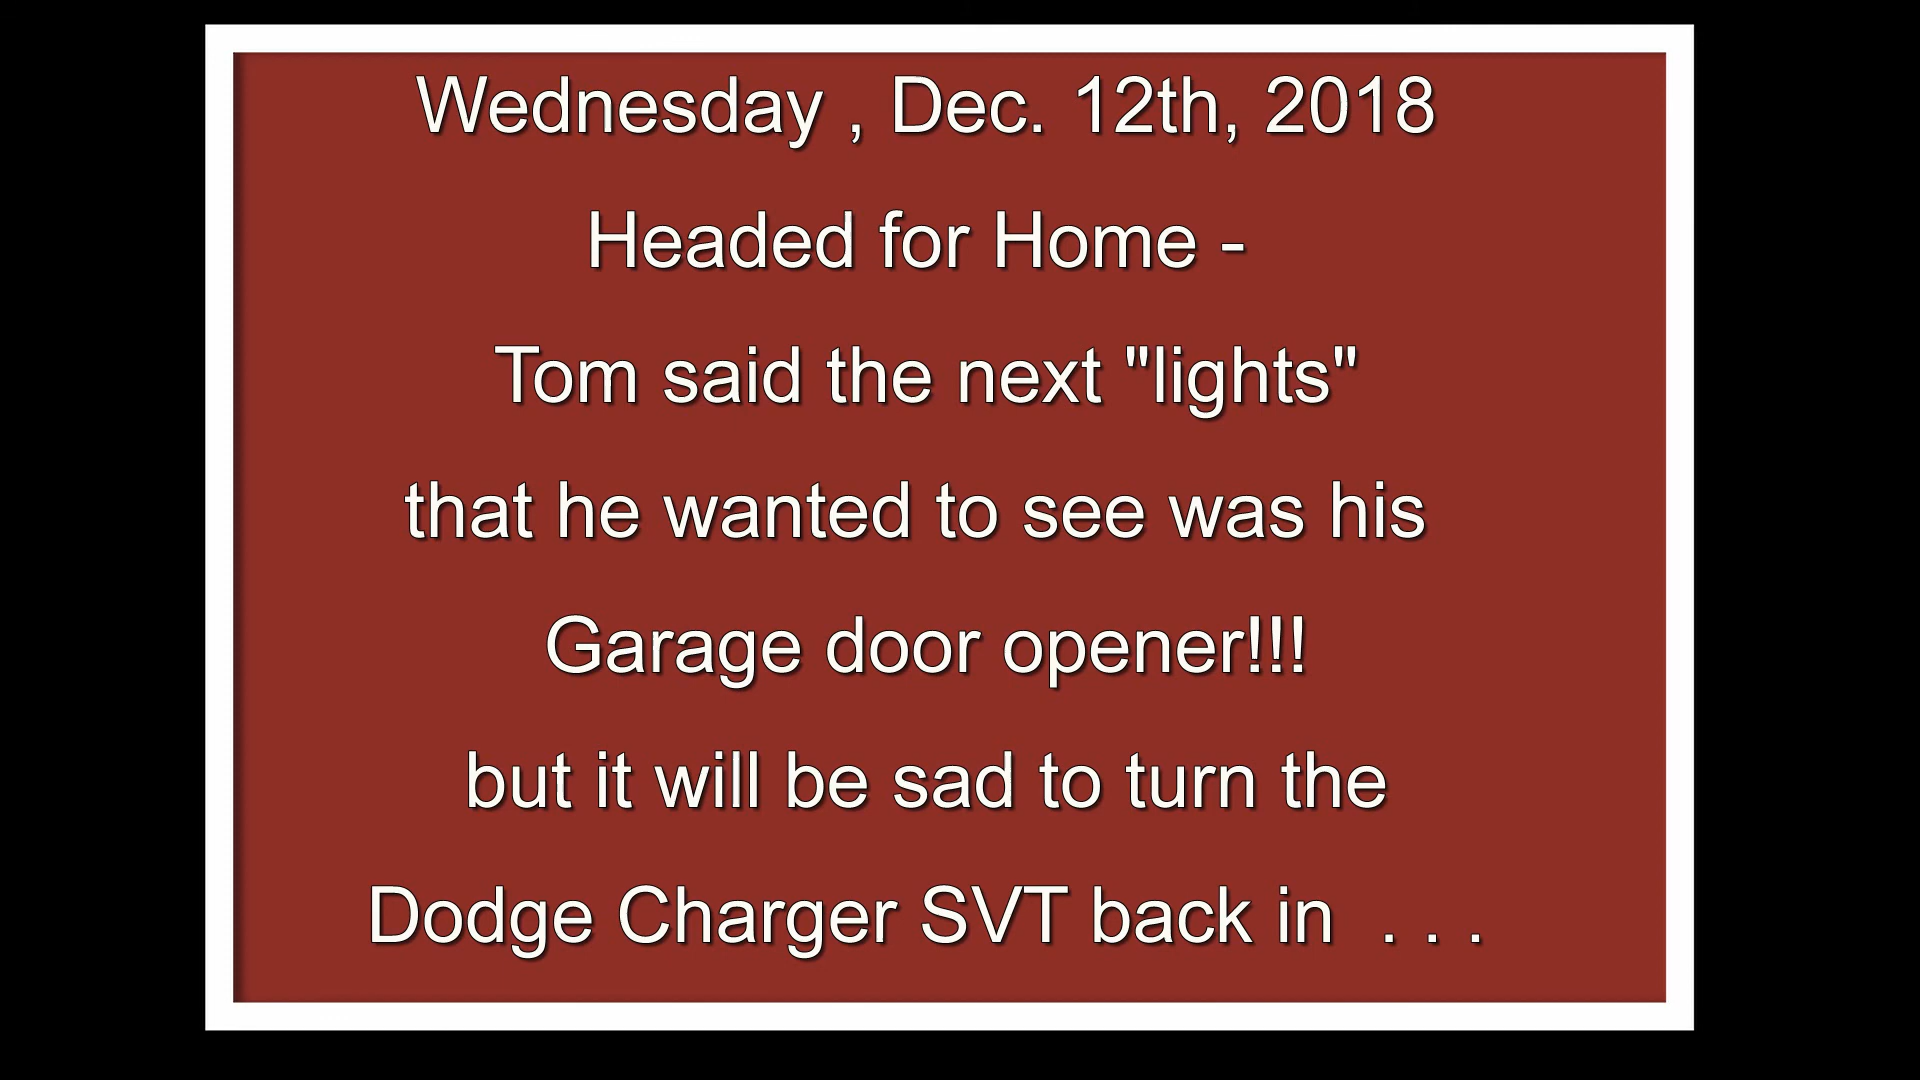 Wednesday , Dec. 12th, 2018
Headed for Home -
Tom said the next "lights"
that he wanted to see was his
Garage door opener!!!
but it will be sad to turn the
Dodge Charger SVT back in  . . .